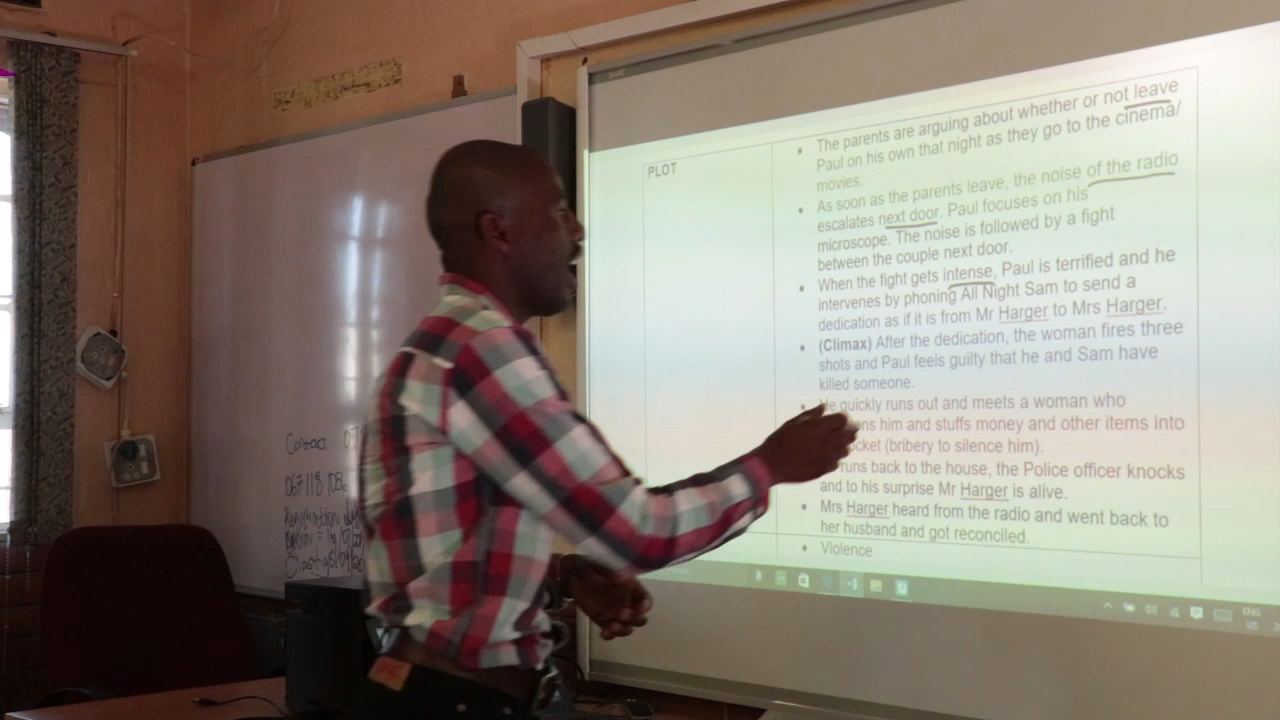 PLOT
• The parents are arguing about whether or not leave
Paul on his own that night as they go to the cinema/
movies.
• As soon as the parents leave, the noise of the radio
escalates next door. Paul focuses on his
microscope. The noise is followed by a fight
between the couple next door.
• When the fight gets intense, Paul is terrified and he
intervenes by phoning All Night Sam to send a
dedication as if it is from Mr Harger to Mrs Harger.
• (Climax) After the dedication, the woman fires three
shots and Paul feels guilty that he and Sam have
killed someone.
• He quickly runs out and meets a woman who
him and stuffs money and other items into
(bribery to silence him).
runs back to the house, the Police officer knocks
and to his surprise Mr Harger is alive.
• Mrs Harger heard from the radio and went back to
her husband and got reconciled.
• Violence
ENG
US
067 118